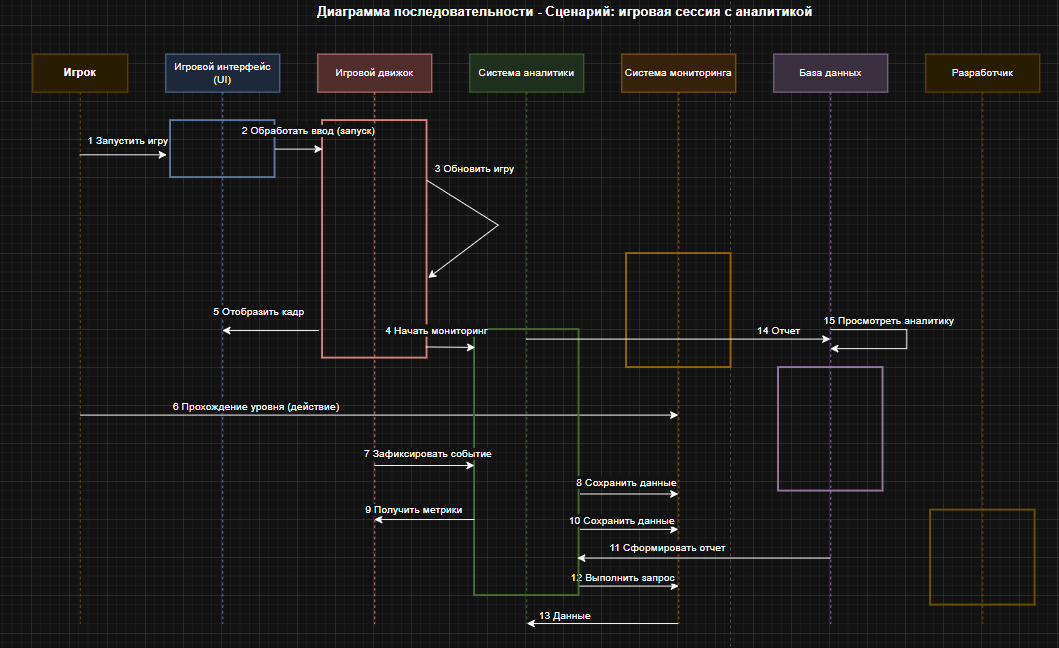 Диаграмма последовательности - Сценарий: игровая сессия с аналитикой
Игрок
Игровой интерфейс
(UI)
Игровой движок
Система аналитики
Система мониторинга
База данных
Разработчик
1 Запустить игру
2 Обработать ввод (запуск)
3 Обновить игру
5 Отобразить кадр
4 Начать мониторинг
14 Отчет
15 Просмотреть аналитику
6 Прохождение уровня (действие)
7 Зафиксировать событие
8 Сохранить данные
9 Получить метрики
10 Сохранить данные
11 Сформировать отчет
12 Выполнить запрос
13 Данные